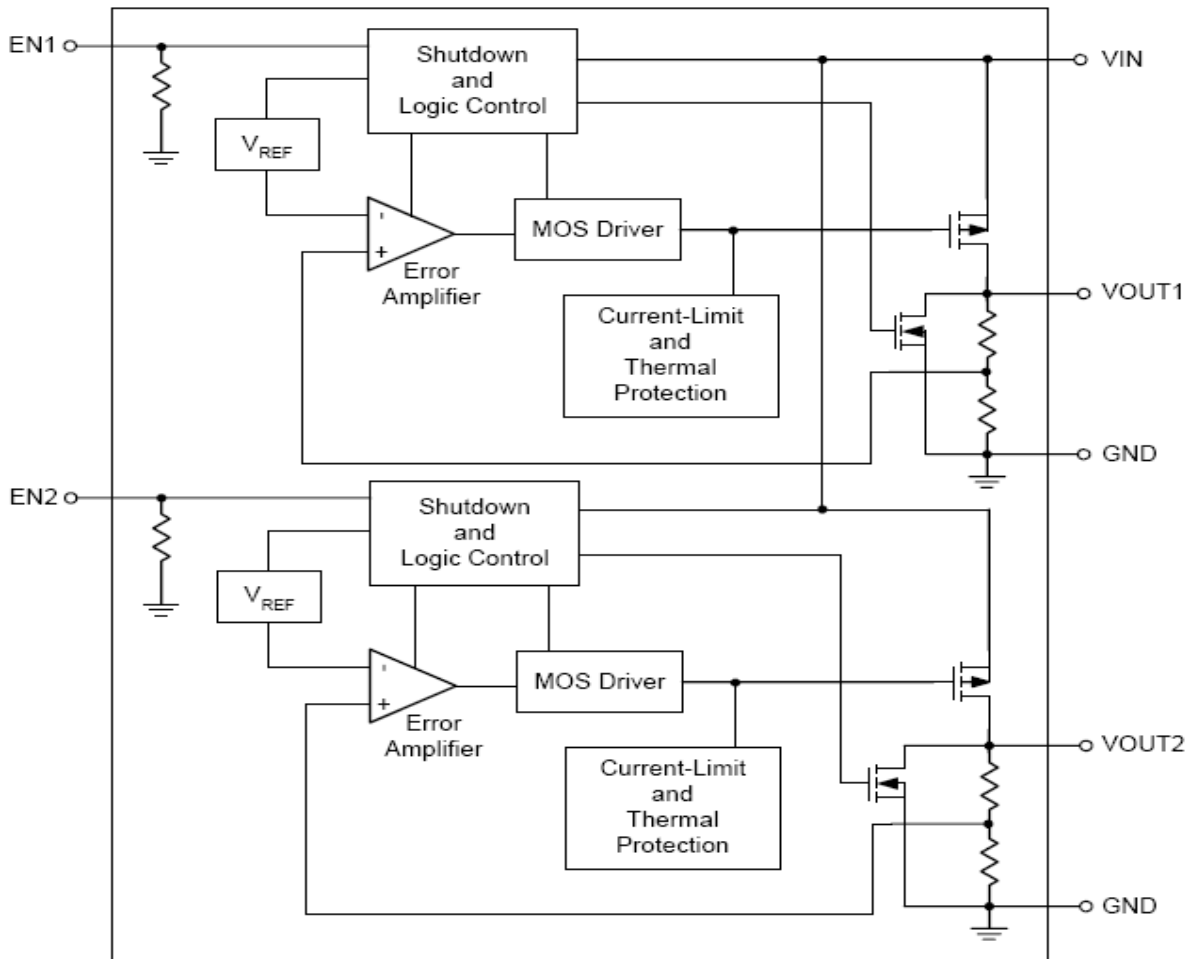 EN1
Shutdown
and
Logic Control
VIN
VREF
-
+
MOS Driver
Error
Amplifier
VOUT1
Current-Limit
and
Thermal
Protection
GND
EN2
Shutdown
and
Logic Control
VREF
-
+
MOS Driver
Error
Amplifier
VOUT2
Current-Limit
and
Thermal
Protection
GND